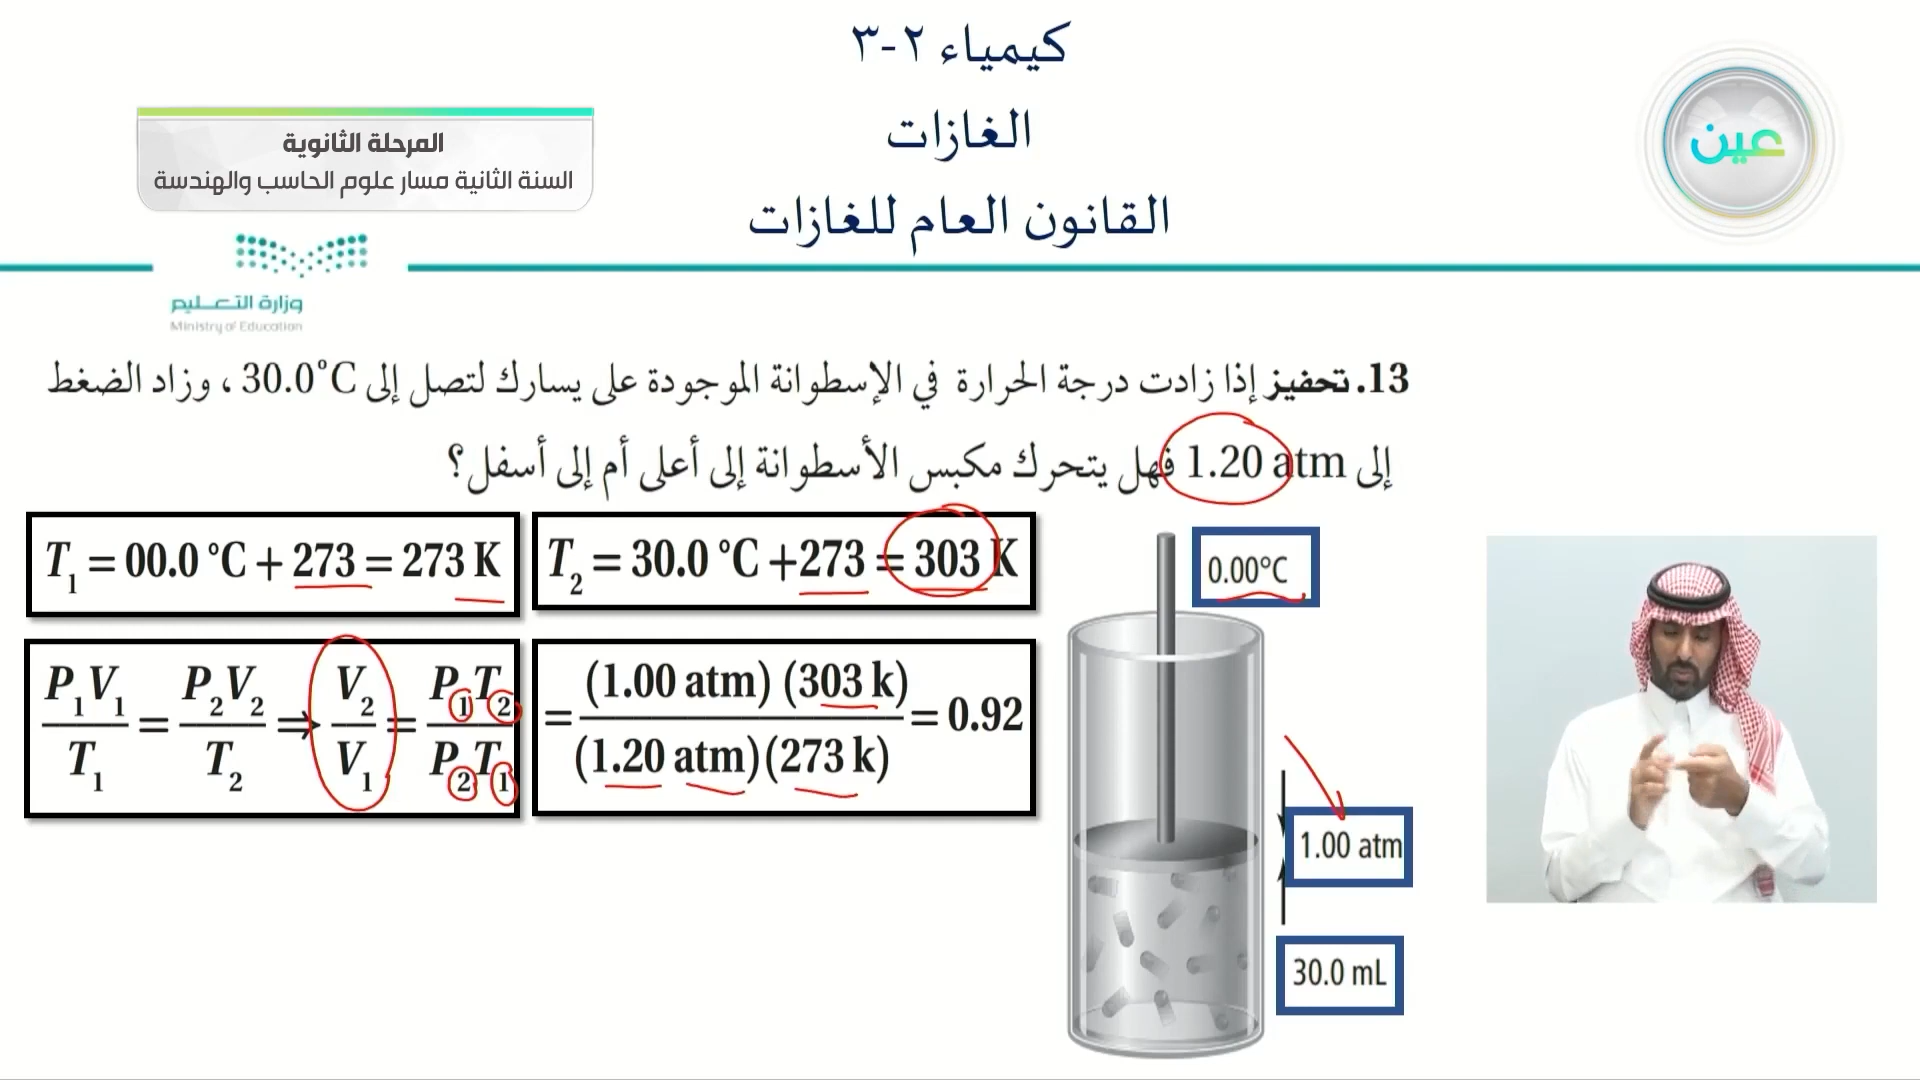 كيمياء ٢-٣
الغازات
القانون العام للغازات
عين
المرحلة الثانوية
السنة الثانية مسار علوم الحاسب والهندسة
وزارة التعـــليم
Ministry of Education
13. تحفيز إذا زادت درجة الحرارة في الإسطوانة الموجودة على يسارك لتصل إلى 30.0°C ، وزاد الضغط
إلى 1.20 atm فهل يتحرك مكبس الأسطوانة إلى أعلى أم إلى أسفل؟
T₁ = 00.0 °C + 273 = 273 K
T₂ = 30.0 °C +273 = 303 K
P₁V₁/T₁ = P₂V₂/T₂ ⇒ V₂/V₁ = P₁T₂/P₂T₁
= (1.00 atm) (303 k)/(1.20 atm)(273 k) = 0.92
0.00°C
1.00 atm
30.0 mL